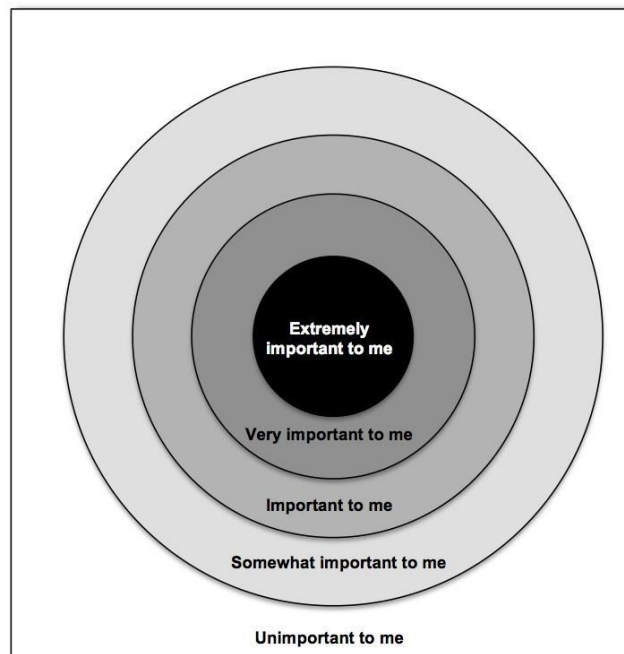 Extremely
important to me
Very important to me
Important to me
Somewhat important to me
Unimportant to me